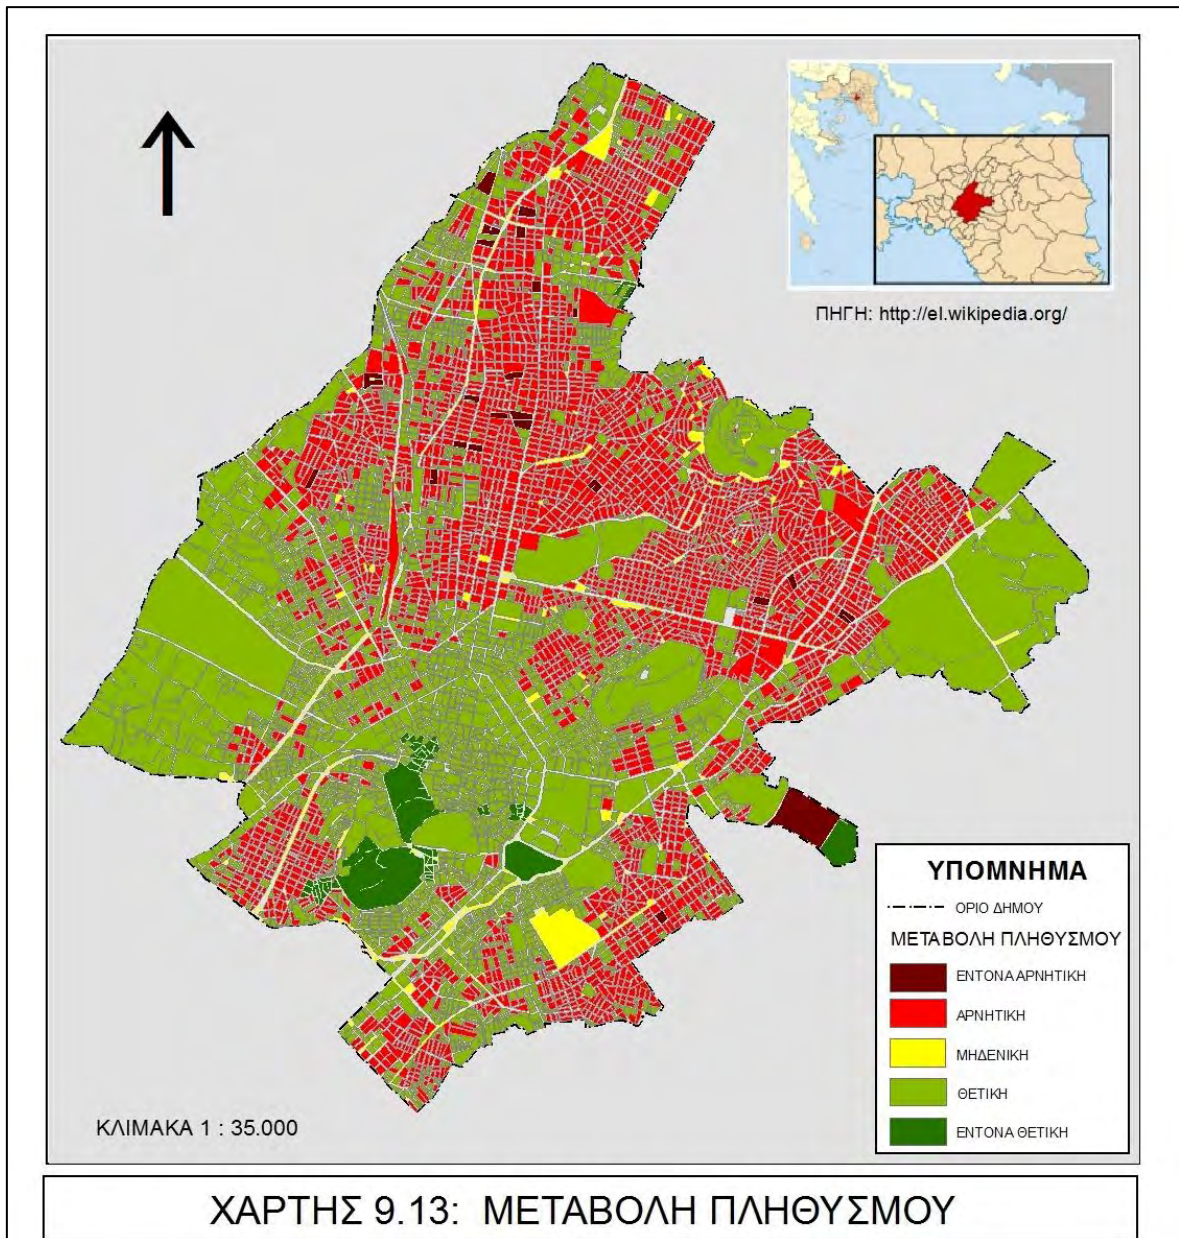 ΠΗΓΗ: http://el.wikipedia.org/
ΥΠΟΜΝΗΜΑ
ΟΡΙΟ ΔΗΜΟΥ
ΜΕΤΑΒΟΛΗ ΠΛΗΘΥΣΜΟΥ
ΕΝΤΟΝΑ ΑΡΝΗΤΙΚΗ
ΑΡΝΗΤΙΚΗ
ΜΗΔΕΝΙΚΗ
ΘΕΤΙΚΗ
ΕΝΤΟΝΑ ΘΕΤΙΚΗ
ΚΛΙΜΑΚΑ 1 : 35.000
ΧΑΡΤΗΣ 9.13: ΜΕΤΑΒΟΛΗ ΠΛΗΘΥΣΜΟΥ